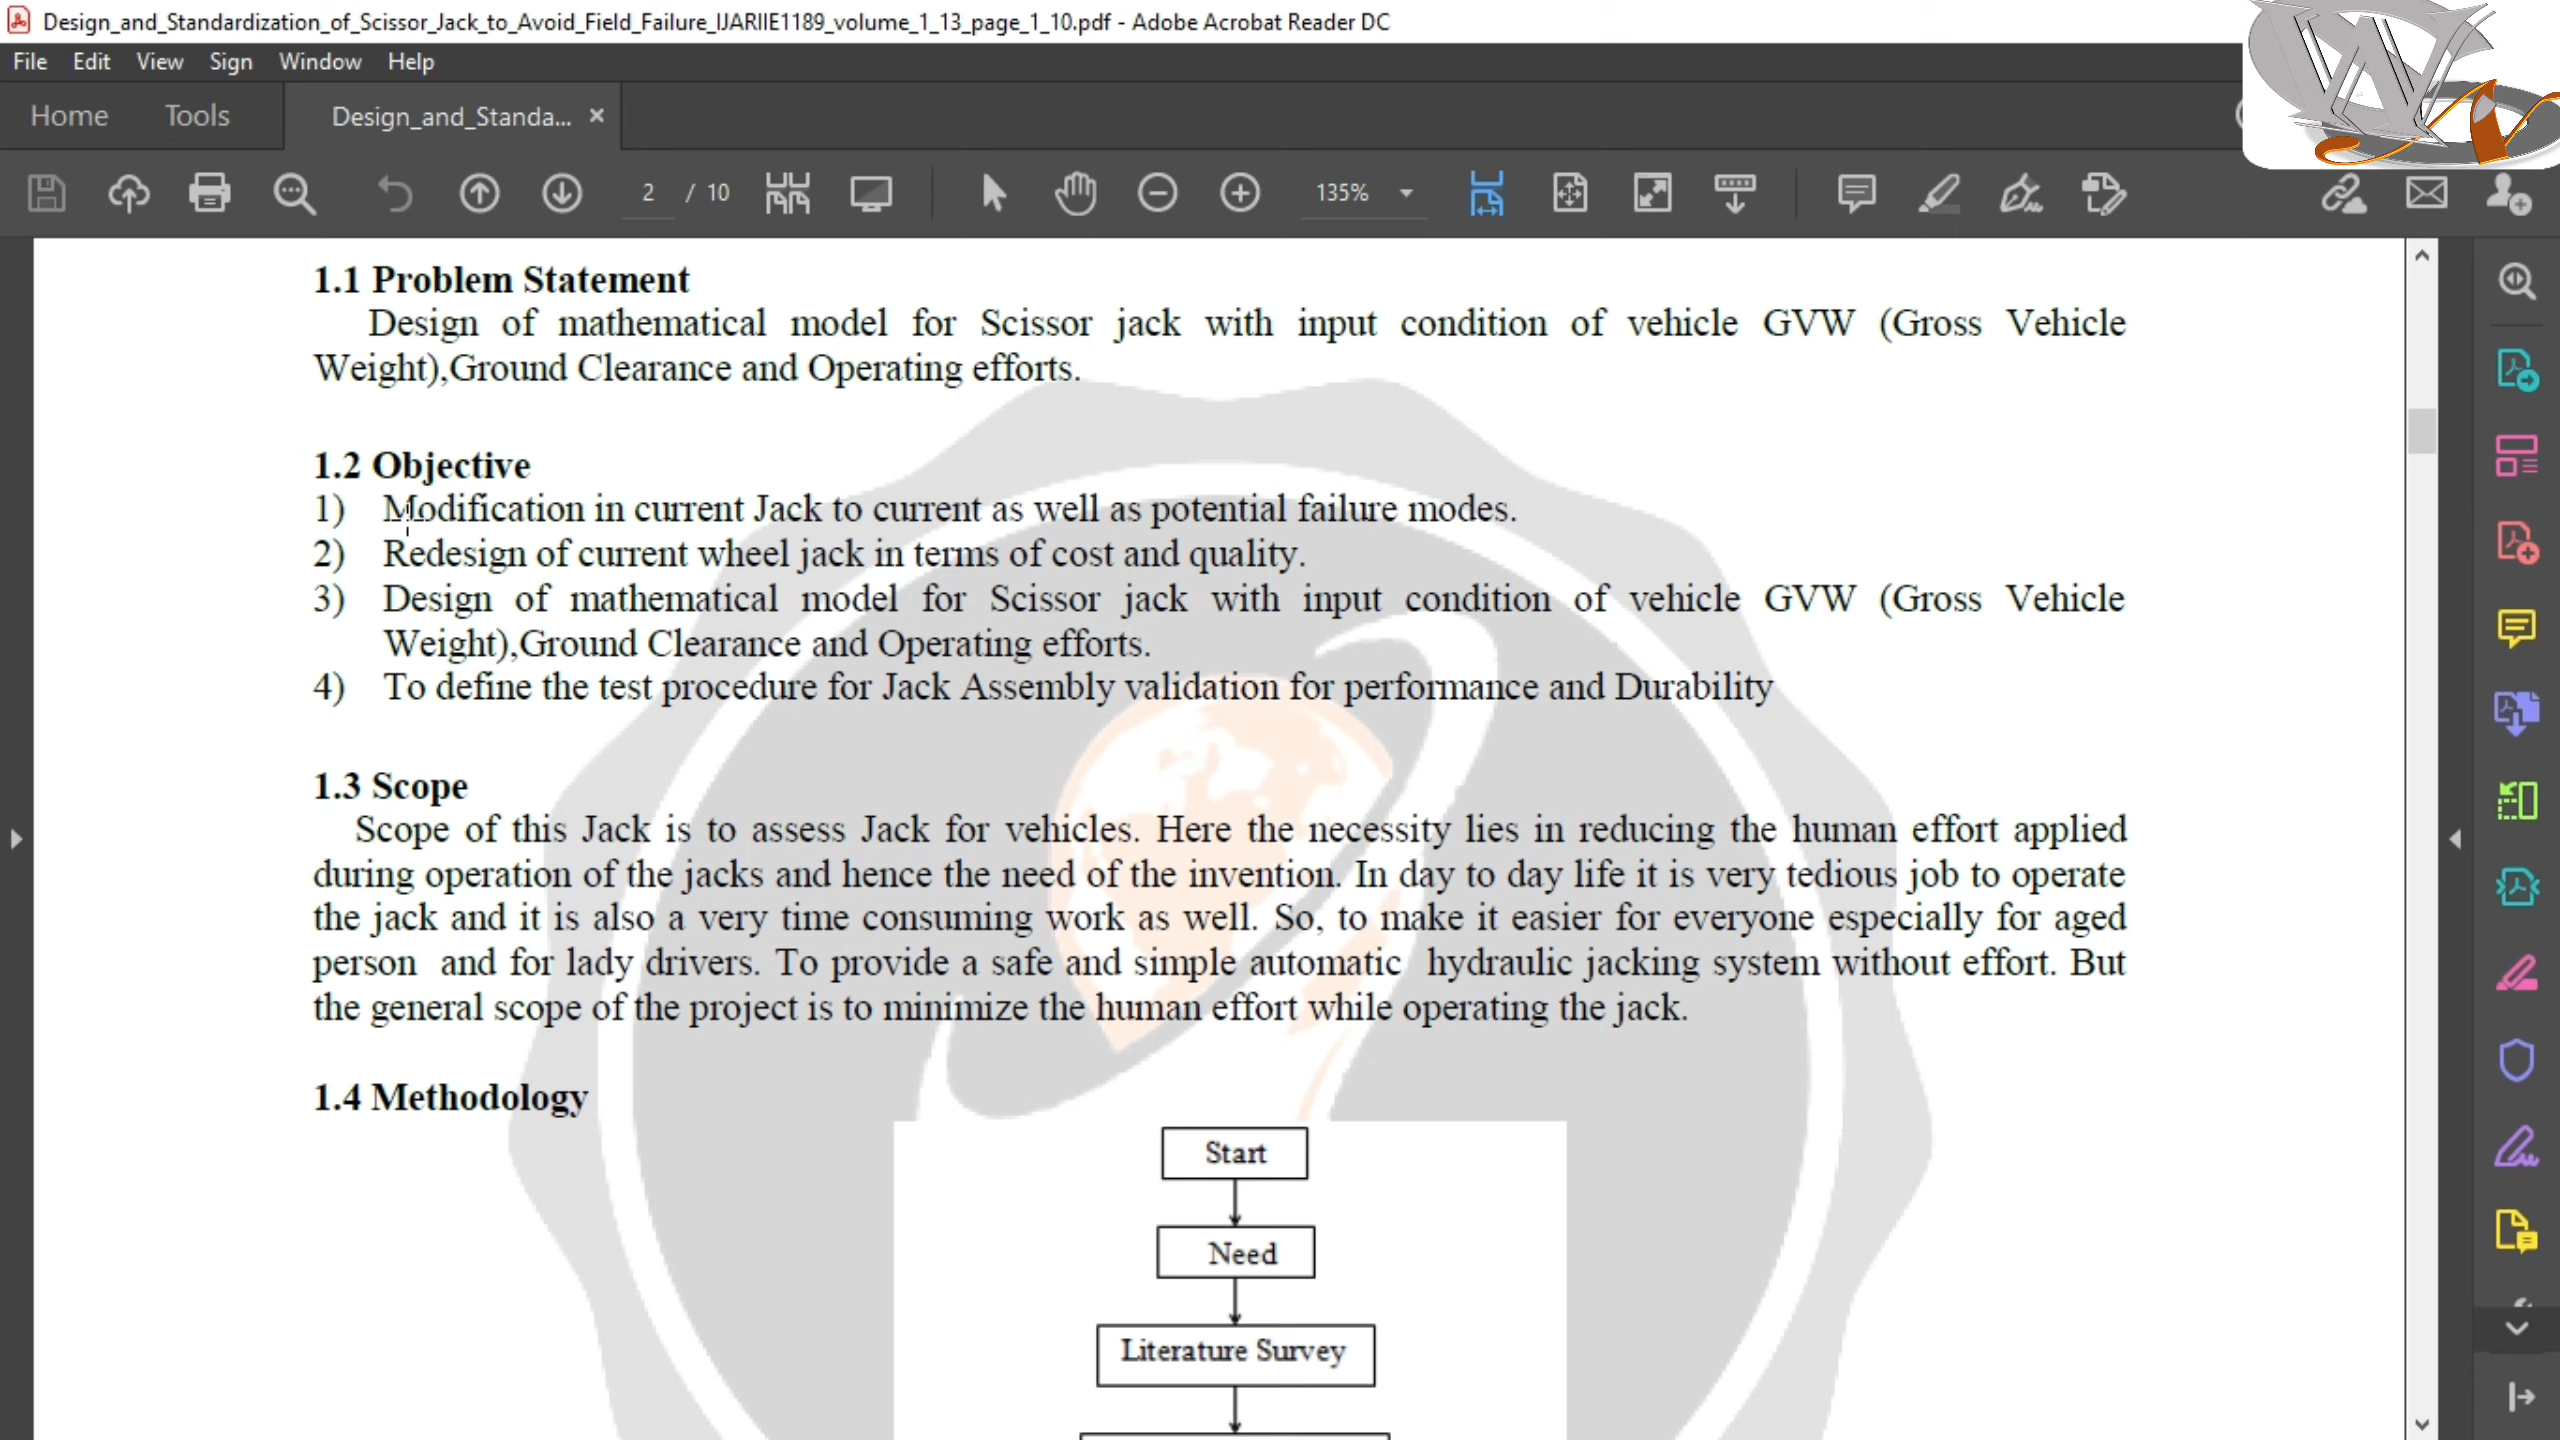 Design_and_Standardization_of_Scissor_Jack_to_Avoid_Field_Failure_IJARIIE1189_volume_1_13_page_1_10.pdf - Adobe Acrobat Reader DC
File Edit View Sign Window Help
Home Tools Design_and_Standa... ×
2 / 10 135%
1.1 Problem Statement
Design of mathematical model for Scissor jack with input condition of vehicle GVW (Gross Vehicle
Weight),Ground Clearance and Operating efforts.
1.2 Objective
1) Modification in current Jack to current as well as potential failure modes.
2) Redesign of current wheel jack in terms of cost and quality.
3) Design of mathematical model for Scissor jack with input condition of vehicle GVW (Gross Vehicle
Weight),Ground Clearance and Operating efforts.
4) To define the test procedure for Jack Assembly validation for performance and Durability
1.3 Scope
Scope of this Jack is to assess Jack for vehicles. Here the necessity lies in reducing the human effort applied
during operation of the jacks and hence the need of the invention. In day to day life it is very tedious job to operate
the jack and it is also a very time consuming work as well. So, to make it easier for everyone especially for aged
person and for lady drivers. To provide a safe and simple automatic hydraulic jacking system without effort. But
the general scope of the project is to minimize the human effort while operating the jack.
1.4 Methodology
Start
Need
Literature Survey